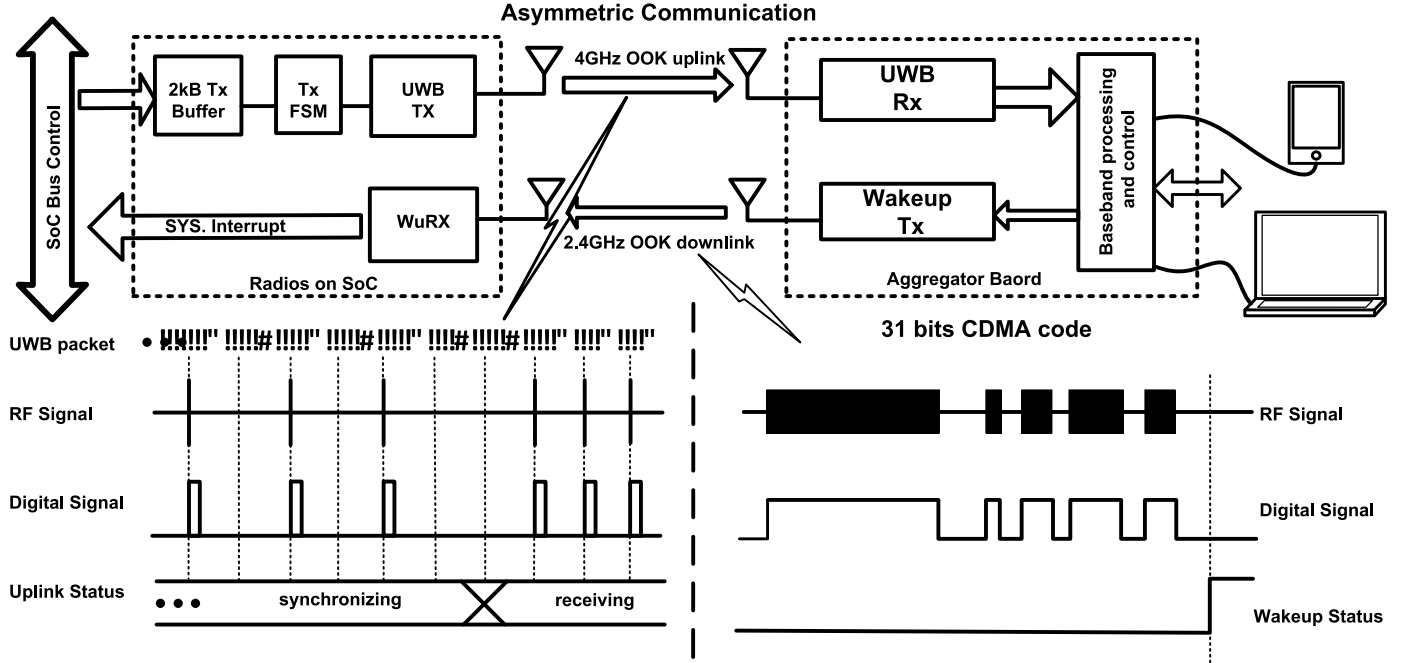 Asymmetric Communication
SoC Bus Control
2kB Tx
Buffer
Tx
FSM
UWB
TX
4GHz OOK uplink
UWB
Rx
Baseband processing
and control
SYS. Interrupt
WuRX
2.4GHz OOK downlink
Wakeup
Tx
Radios on SoC
Aggregator Baord
UWB packet
31 bits CDMA code
RF Signal
RF Signal
Digital Signal
Digital Signal
Uplink Status
synchronizing
receiving
Wakeup Status